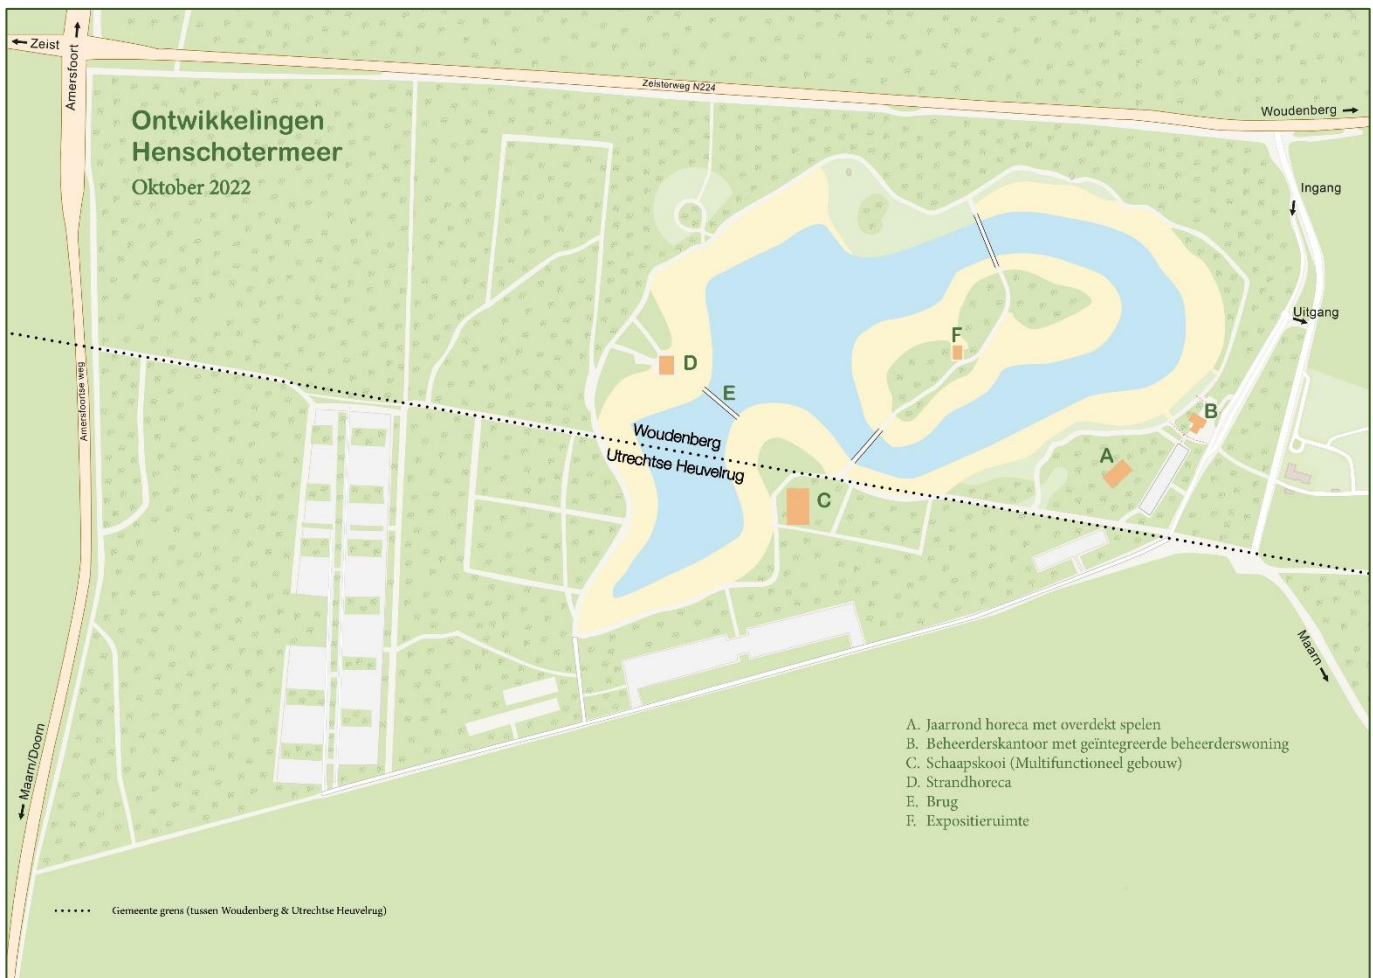 Zeist
Amersfoort
Zeisterweg N224
Woudenberg
Ontwikkelingen
Henschotermeer
Oktober 2022
Ingang
Uitgang
F
D
E
B
Amersfoortse weg
Woudenberg
Utrechtse Heuvelrug
A
C
Maarn
Maarn/Doorn
A. Jaarrond horeca met overdekt spelen
B. Beheerderskantoor met geïntegreerde beheerderswoning
C. Schaapskooi (Multifunctioneel gebouw)
D. Strandhoreca
E. Brug
F. Expositieruimte
Gemeente grens (tussen Woudenberg & Utrechtse Heuvelrug)